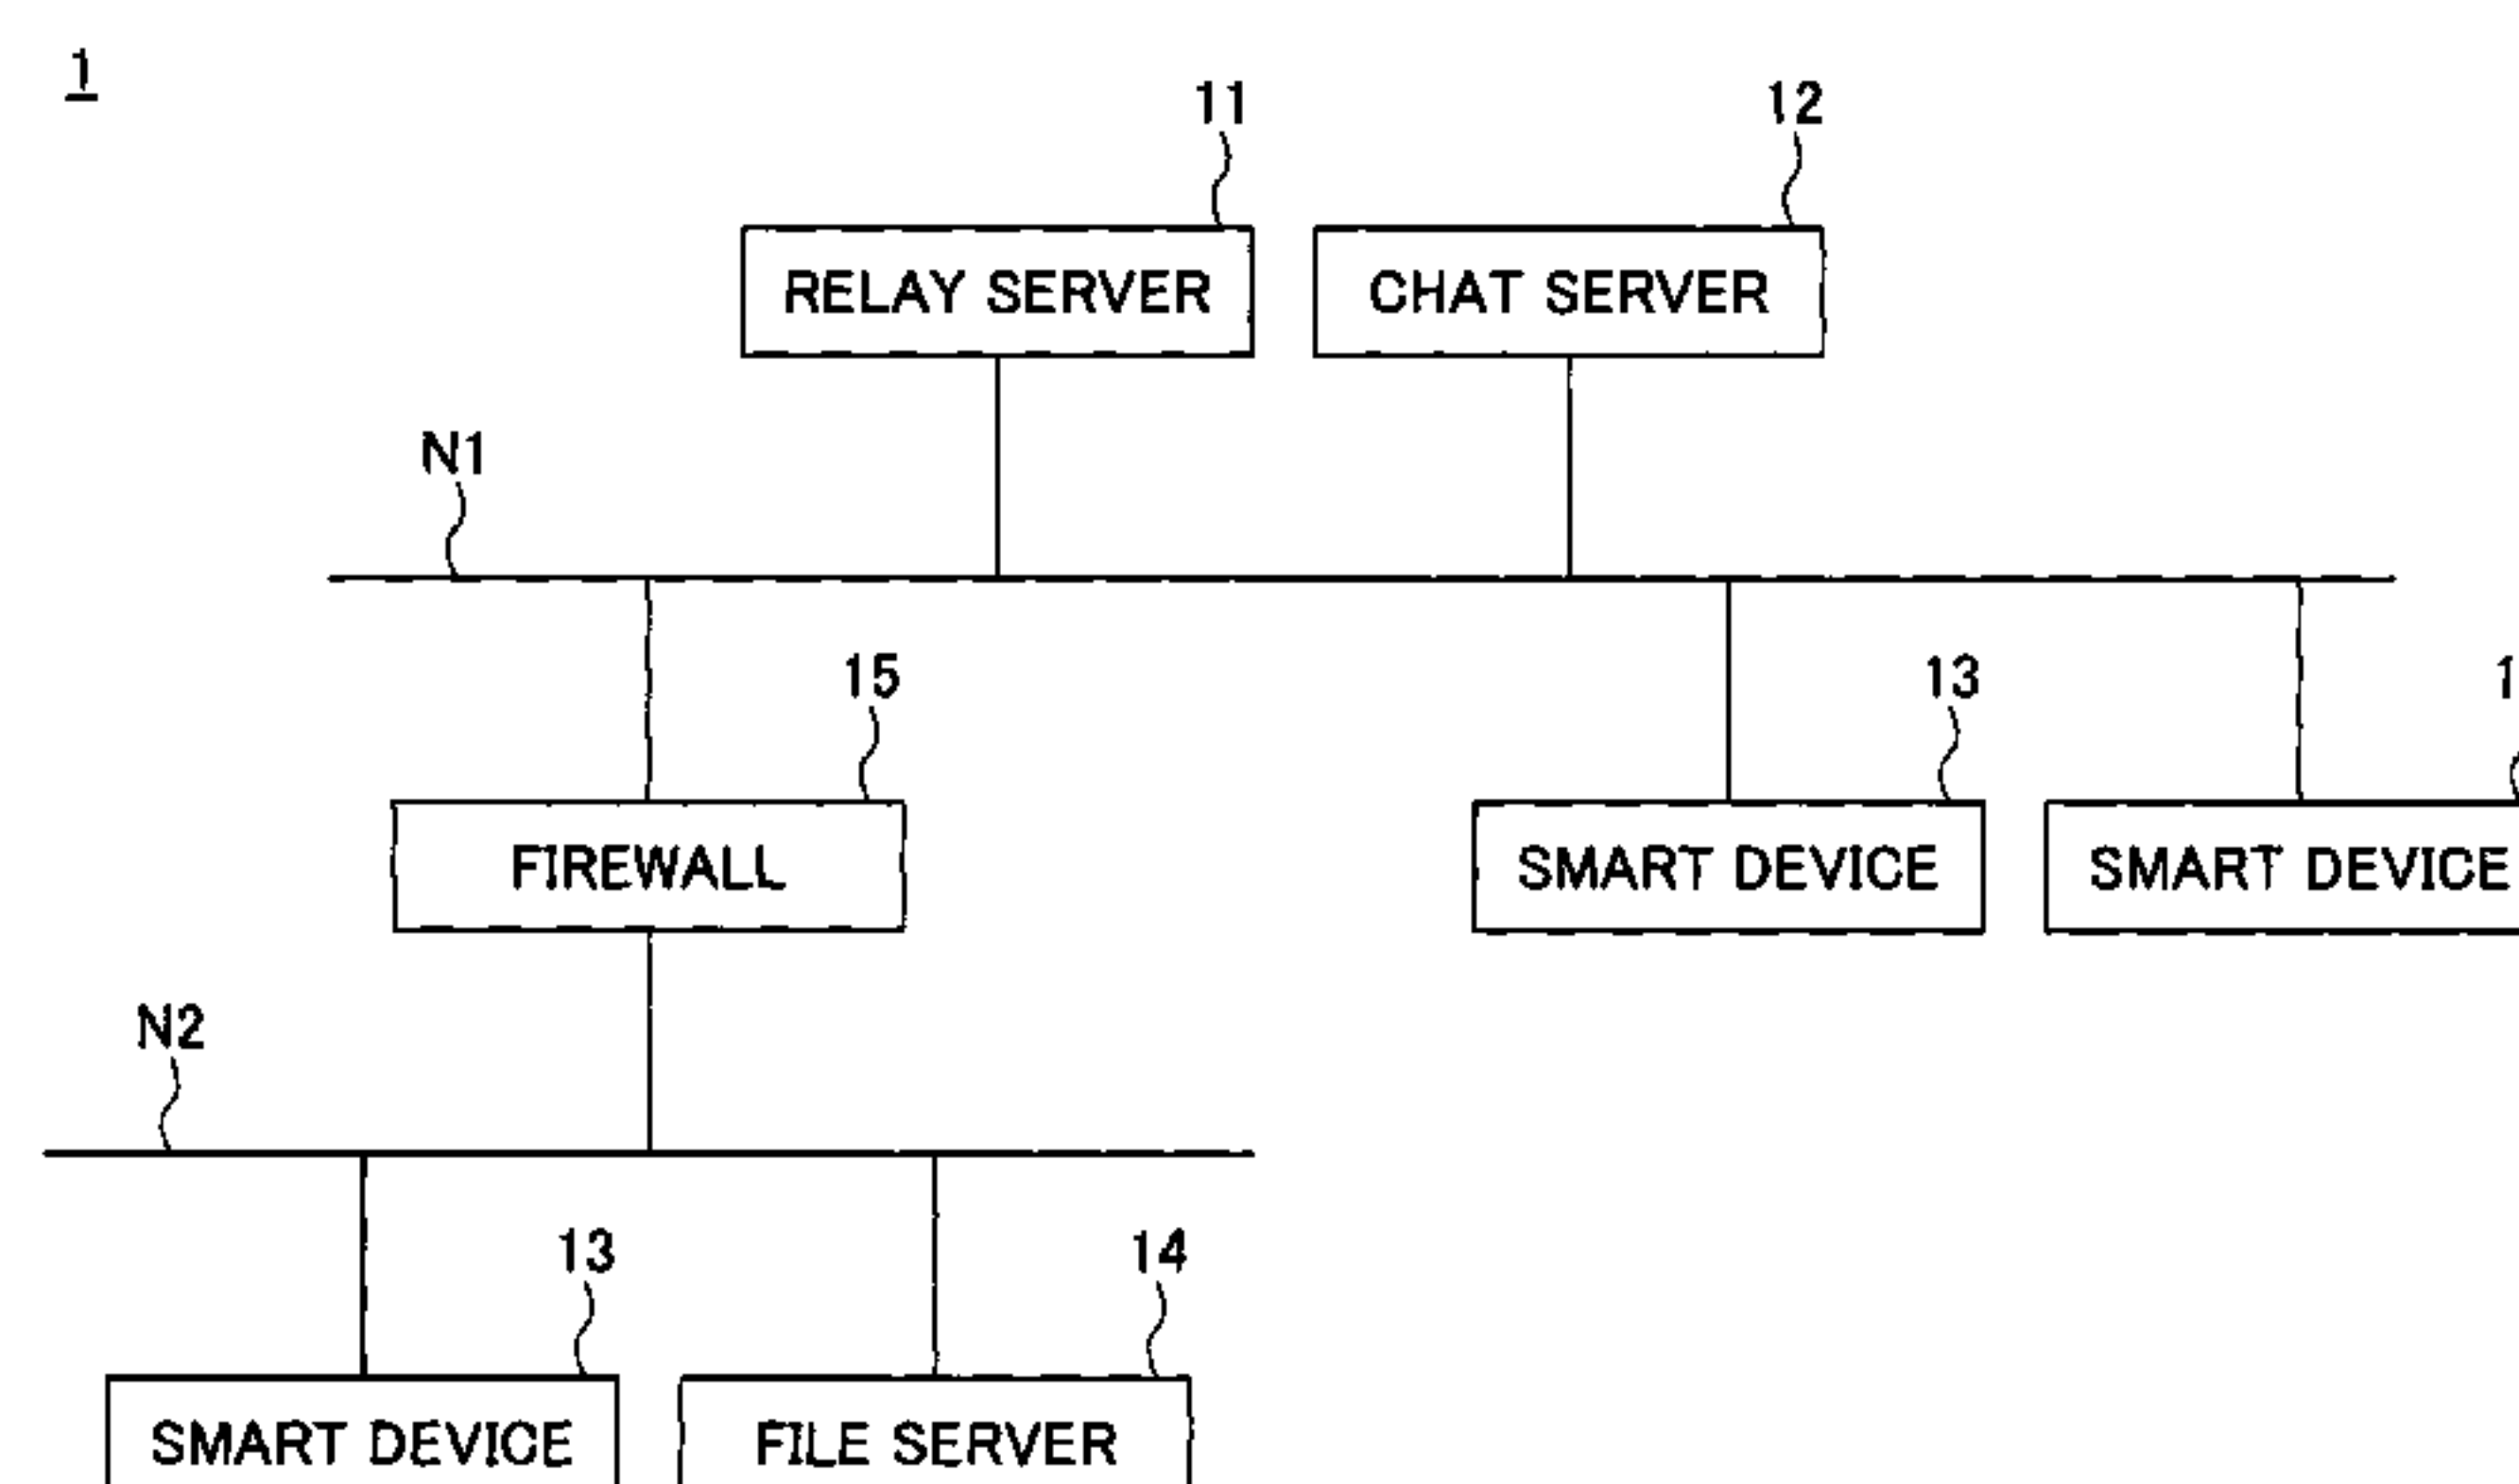 1
11
12
RELAY SERVER
CHAT SERVER
N1
15
13
1
FIREWALL
SMART DEVICE
SMART DEVICE
N2
13
14
SMART DEVICE
FILE SERVER